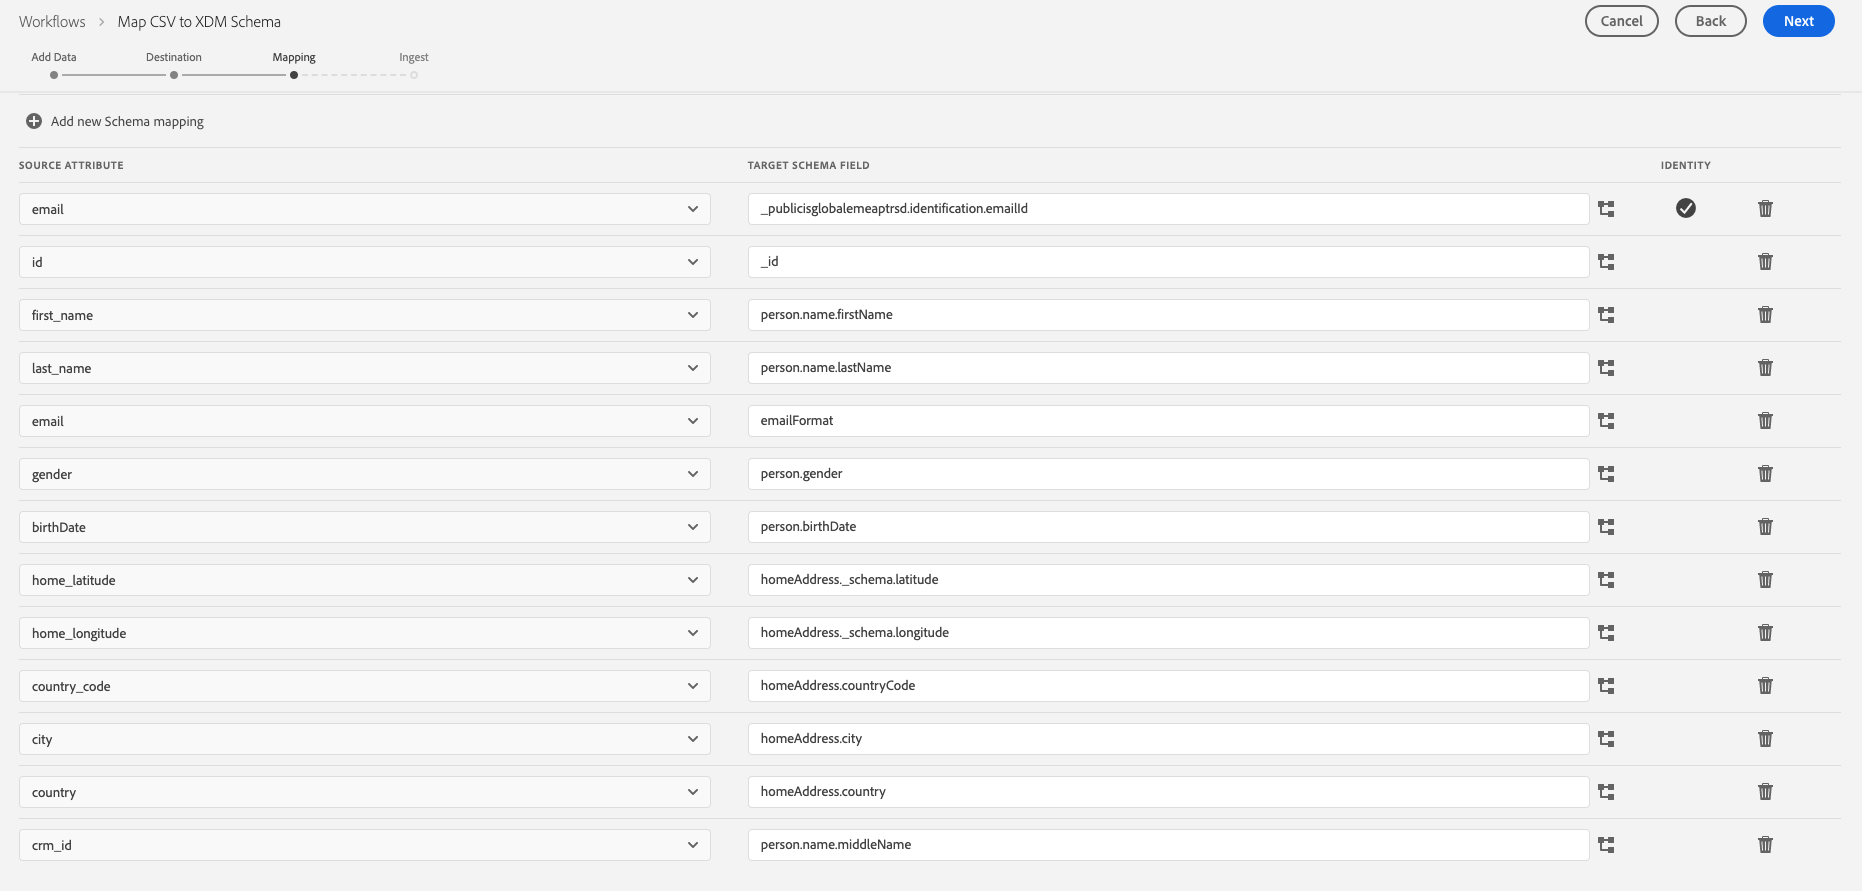 Workflows > Map CSV to XDM Schema
Cancel Back Next
Add Data Destination Mapping Ingest
Add new Schema mapping
SOURCE ATTRIBUTE TARGET SCHEMA FIELD IDENTITY
email _publicisglobalemeaptrsd.identification.emailId
id _id
first_name person.name.firstName
last_name person.name.lastName
email emailFormat
gender person.gender
birthDate person.birthDate
home_latitude homeAddress._schema.latitude
home_longitude homeAddress._schema.longitude
country_code homeAddress.countryCode
city homeAddress.city
country homeAddress.country
crm_id person.name.middleName